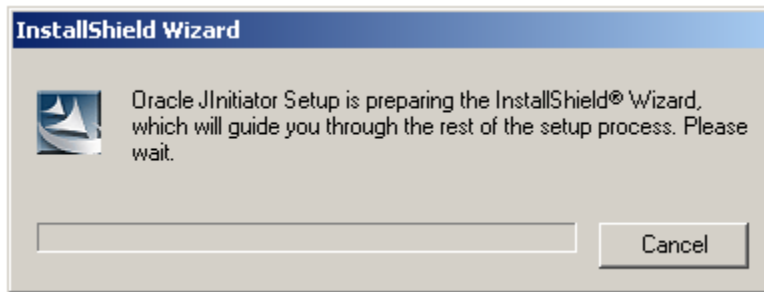 InstallShield Wizard
Oracle JInitiator Setup is preparing the InstallShield® Wizard,
which will guide you through the rest of the setup process. Please
wait.
Cancel